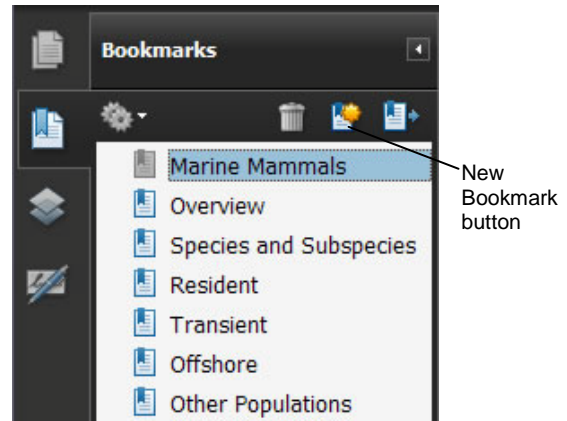 Bookmarks
Marine Mammals
Overview
Species and Subspecies
Resident
Transient
Offshore
Other Populations
New
Bookmark
button